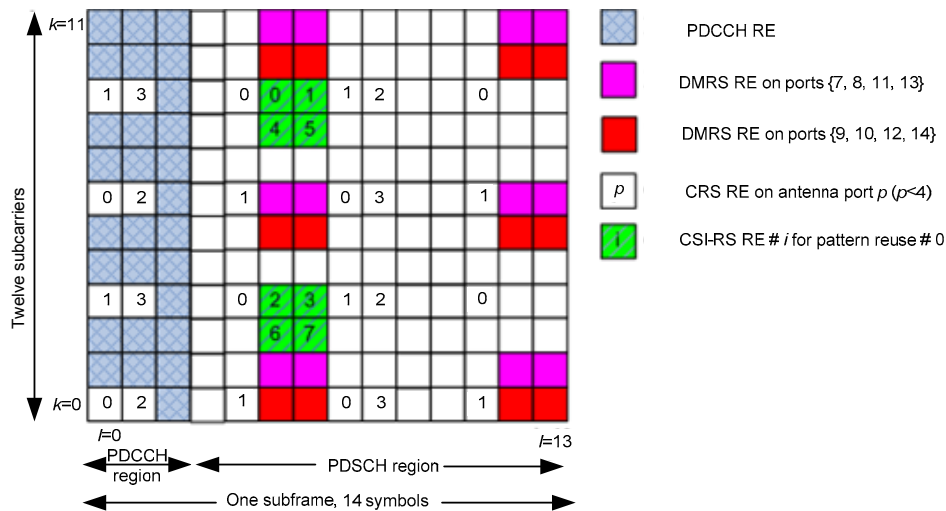 k=11
PDCCH RE
DMRS RE on ports {7, 8, 11, 13}
1 3 0 0 1 1 2 0
4 5
DMRS RE on ports {9, 10, 12, 14}
0 2 1 0 3 1
p CRS RE on antenna port p (p<4)
i CSI-RS RE # i for pattern reuse # 0
Twelve subcarriers
1 3 0 2 3 1 2 0
6 7
k=0 0 2 1 0 3 1
l=0 l=13
PDCCH region
PDSCH region
One subframe, 14 symbols